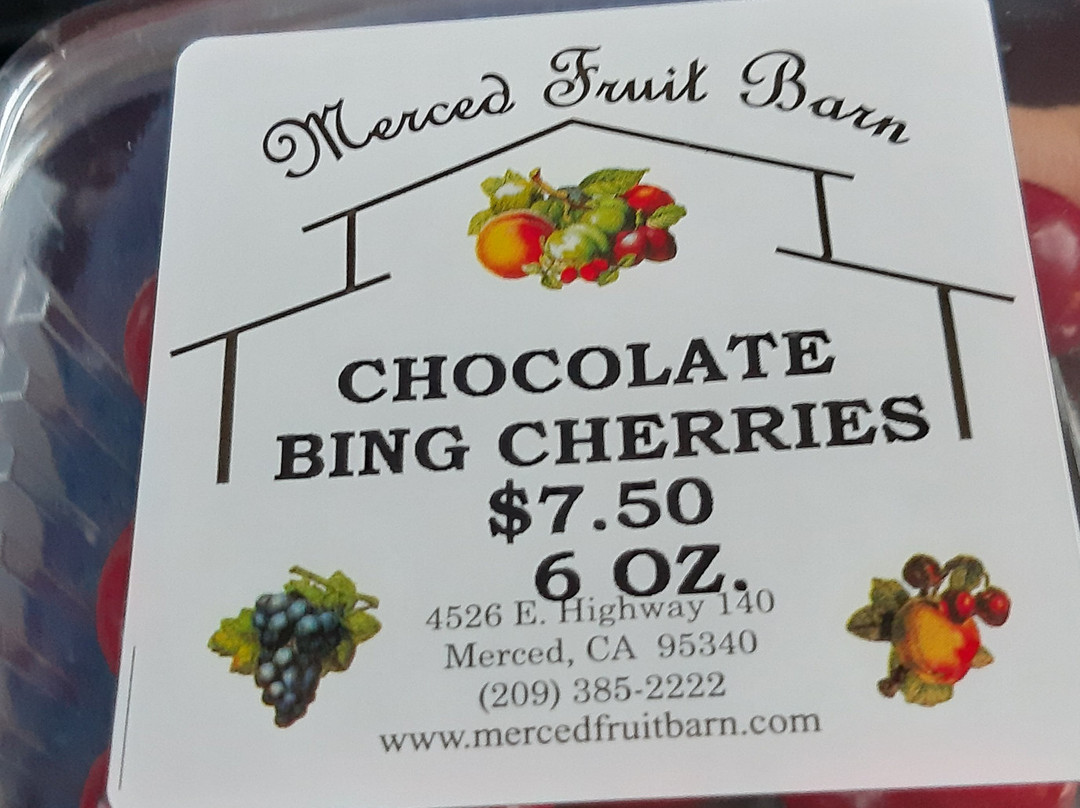 Merced Fruit Barn
CHOCOLATE
BING CHERRIES
$7.50
6 OZ.
4526 E. Highway 140
Merced, CA 95340
(209) 385-2222
www.mercedfruitbarn.com